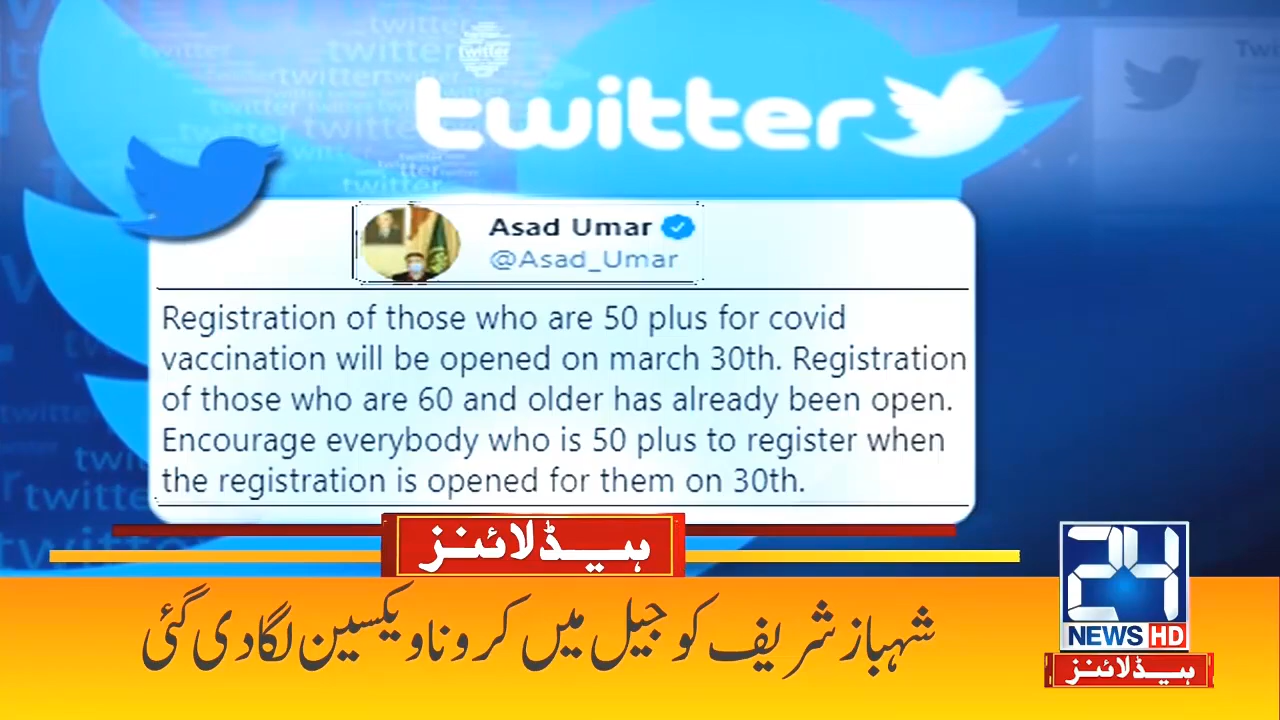 twitter
Asad Umar
@Asad_Umar
Registration of those who are 50 plus for covid
vaccination will be opened on march 30th. Registration
of those who are 60 and older has already been open.
Encourage everybody who is 50 plus to register when
the registration is opened for them on 30th.
ہیڈلائنز
شہباز شریف کو جیل میں کرونا ویکسین لگا دی گئی
24
NEWS HD
ہیڈلائنز